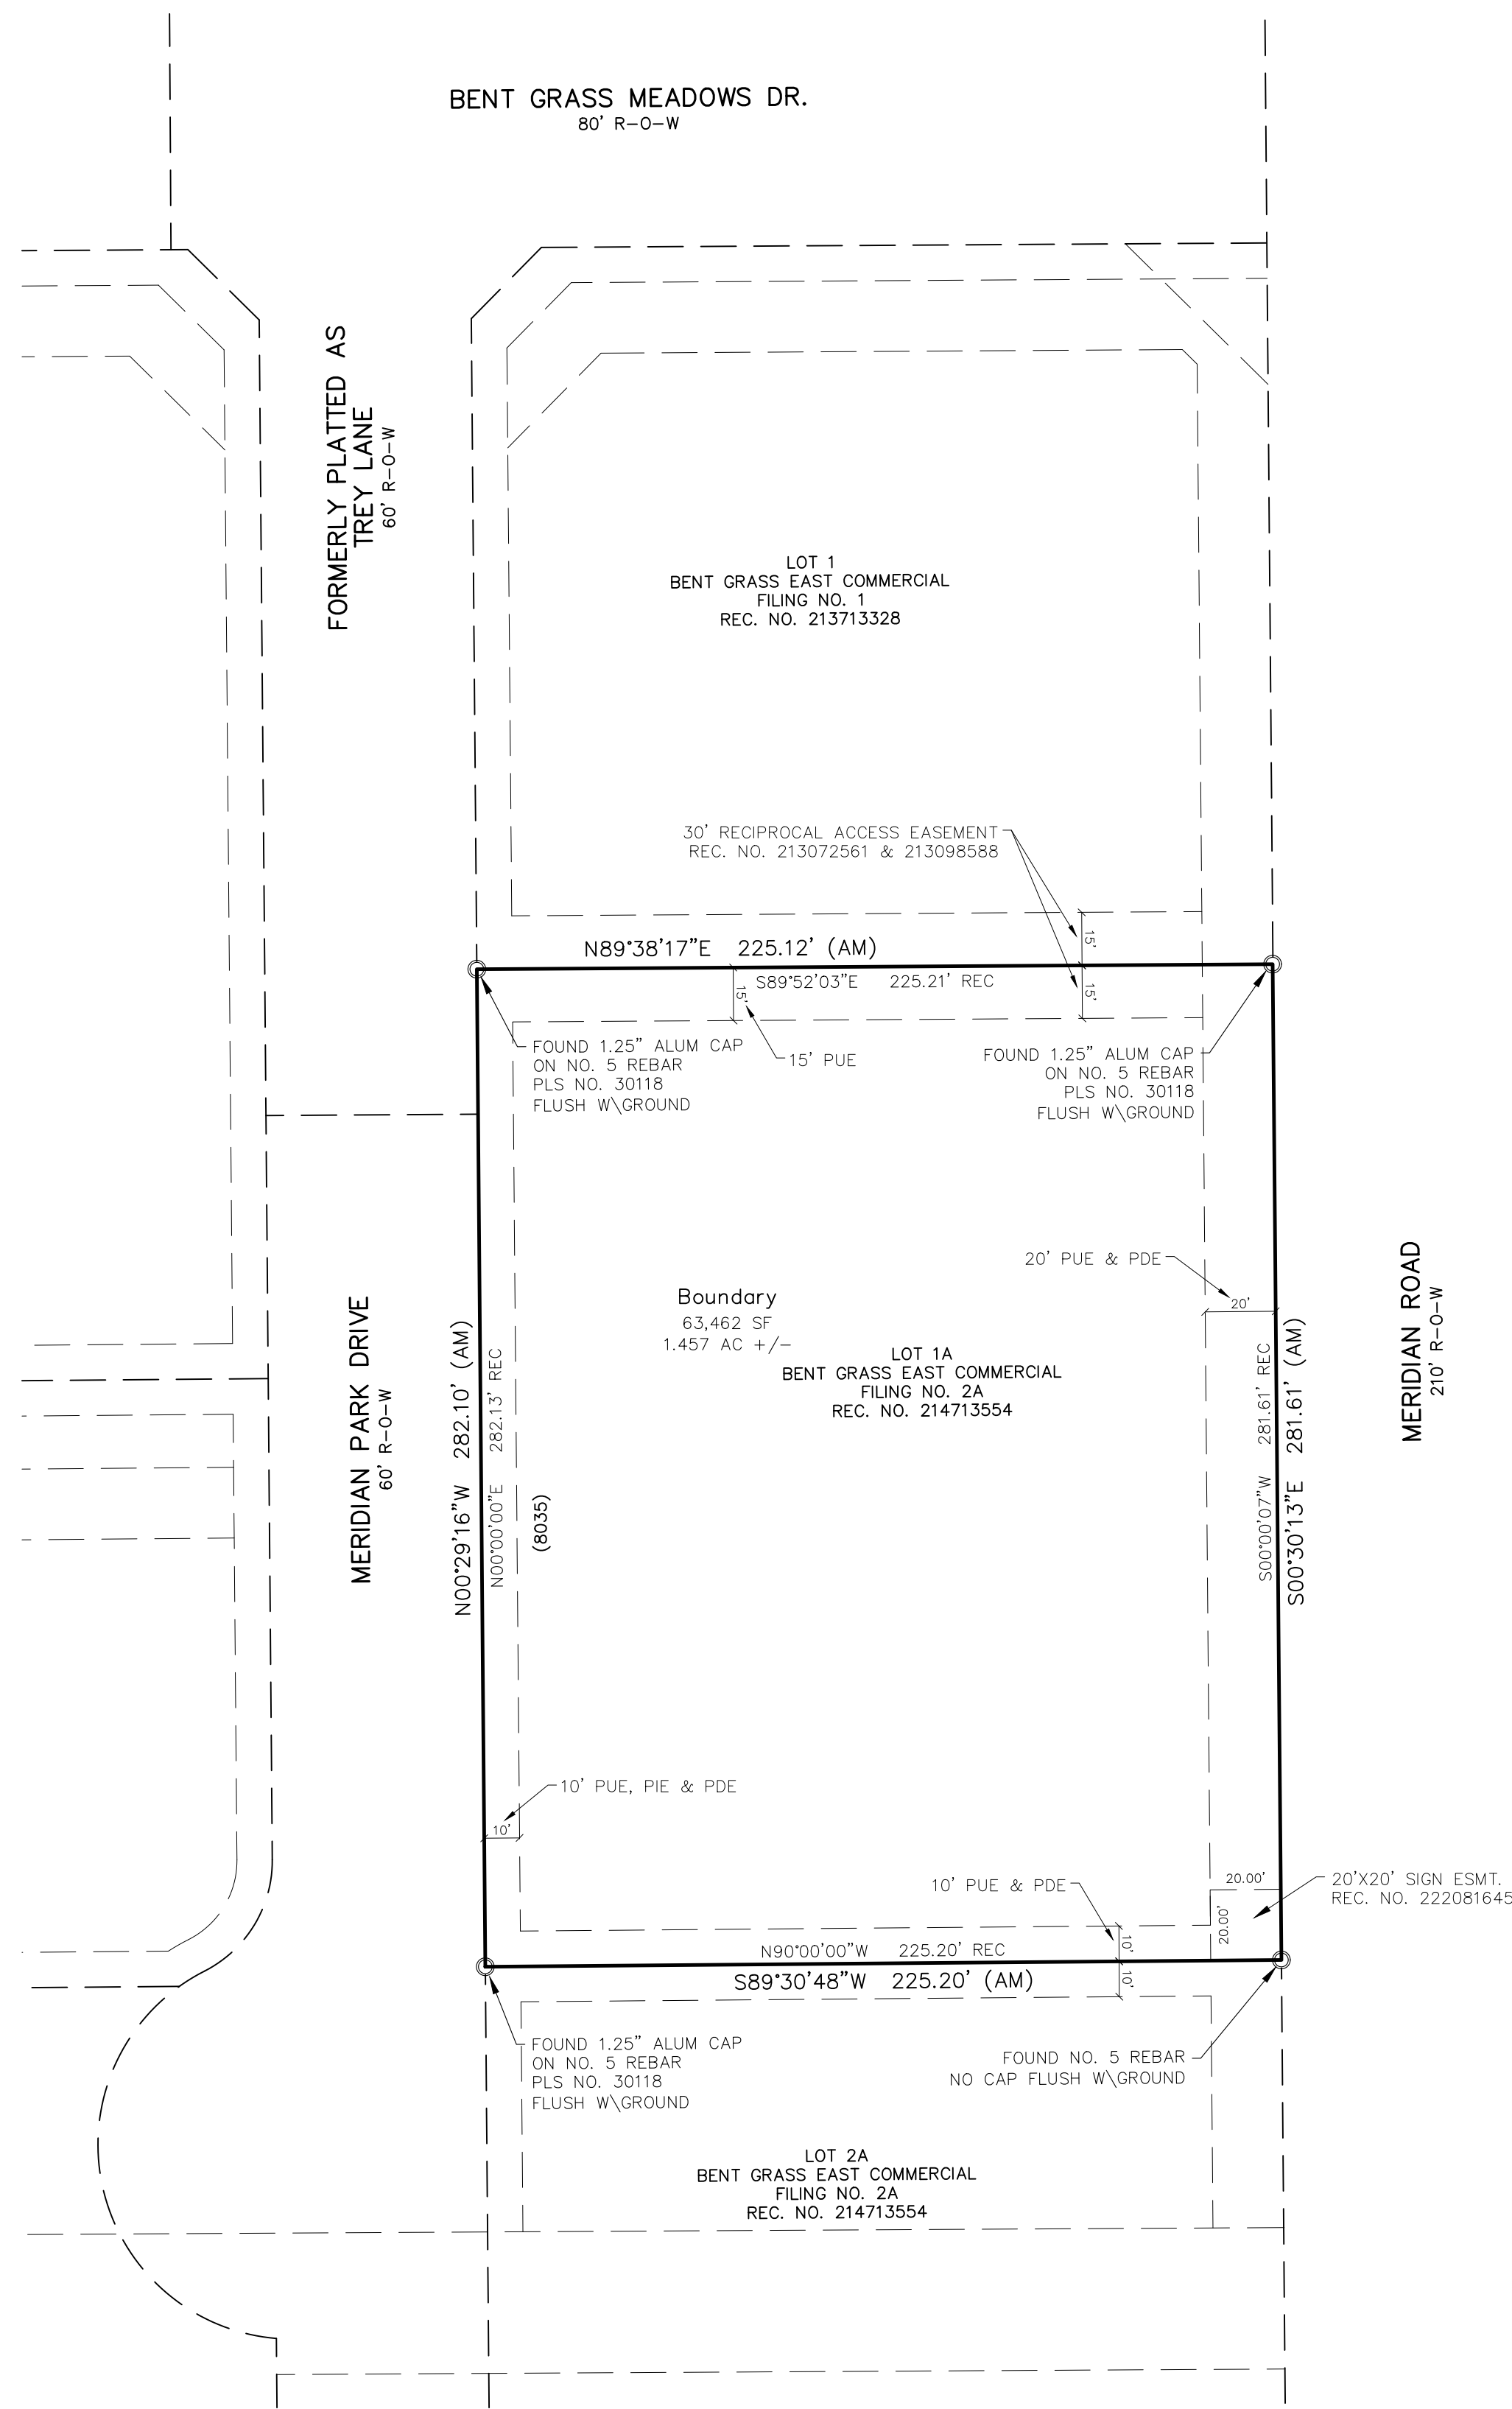 BENT GRASS MEADOWS DR.
80' R-O-W
FORMERLY PLATTED AS
TREY LANE
60' R-O-W
LOT 1
BENT GRASS EAST COMMERCIAL
FILING NO. 1
REC. NO. 213713328
30' RECIPROCAL ACCESS EASEMENT
REC. NO. 213072561 & 213098588
15'
N89°38'17"E 225.12' (AM)
S89°52'03"E 225.21' REC
15'
15'
FOUND 1.25" ALUM CAP
ON NO. 5 REBAR
PLS NO. 30118
FLUSH W\GROUND
15' PUE
FOUND 1.25" ALUM CAP
ON NO. 5 REBAR
PLS NO. 30118
FLUSH W\GROUND
20' PUE & PDE
20'
Boundary
63,462 SF
1.457 AC +/-
LOT 1A
BENT GRASS EAST COMMERCIAL
FILING NO. 2A
REC. NO. 214713554
MERIDIAN PARK DRIVE
60' R-O-W
N00°29'16"W 282.10' (AM)
N00°00'00"E 282.13' REC
(8035)
S00°00'07"W 281.61' REC
S00°30'13"E 281.61' (AM)
MERIDIAN ROAD
210' R-O-W
10' PUE, PIE & PDE
10'
10' PUE & PDE
20.00'
20.00'
20'X20' SIGN ESMT.
REC. NO. 222081645
10'
N90°00'00"W 225.20' REC
S89°30'48"W 225.20' (AM)
10'
FOUND 1.25" ALUM CAP
ON NO. 5 REBAR
PLS NO. 30118
FLUSH W\GROUND
FOUND NO. 5 REBAR
NO CAP FLUSH W\GROUND
LOT 2A
BENT GRASS EAST COMMERCIAL
FILING NO. 2A
REC. NO. 214713554